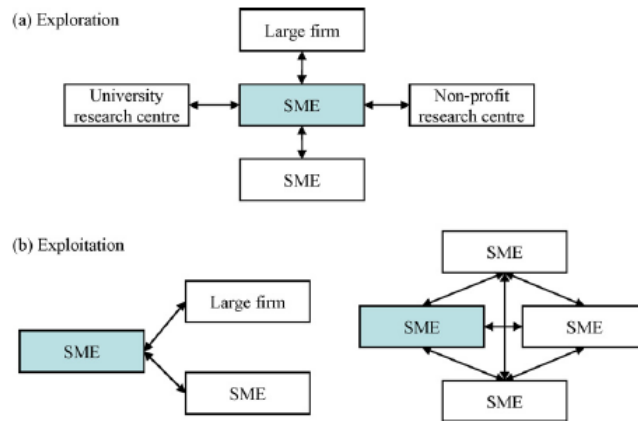 (a) Exploration
Large firm
University
research centre
SME
Non-profit
research centre
SME
(b) Exploitation
SME
Large firm
SME
SME
SME
SME
SME